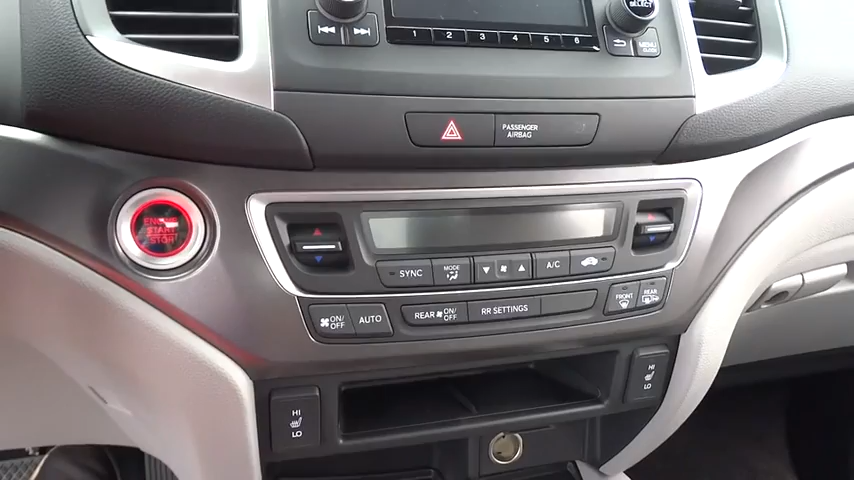 SELECT
1 2 3 4 5 6
MENU
CLOCK
PASSENGER
AIRBAG
ENGINE
START
STOP
SYNC
MODE
A/C
ON/
OFF
AUTO
REAR ON/
OFF
RR SETTINGS
FRONT
REAR
HI
LO
HI
LO